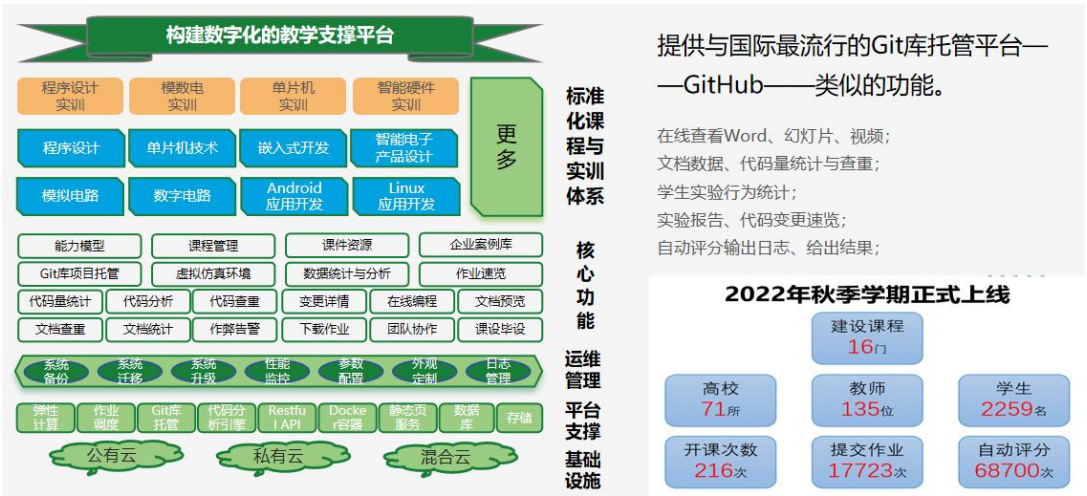 构建数字化的教学支撑平台
程序设计
实训
模数电
实训
单片机
实训
智能硬件
实训
更多
标准
化课
程与
实训
体系
程序设计
单片机技术
嵌入式开发
智能电子
产品设计
模拟电路
数字电路
Android
应用开发
Linux
应用开发
能力模型
课程管理
课件资源
企业案例库
Git库项目托管
虚拟仿真环境
数据统计与分析
作业速览
代码量统计
代码分析
代码查重
变更详情
在线编程
文档预览
文档查重
文档统计
作弊告警
下载作业
团队协作
课设毕设
核
心
功
能
系统
备份
系统
迁移
系统
升级
性能
监控
参数
配置
外观
定制
日志
管理
运维
管理
弹性
计算
作业
调度
Git库
托管
代码分
析引擎
Restfu
l API
Docke
r容器
静态页
服务
数据
库
存储
平台
支撑
公有云
私有云
混合云
基础
设施
提供与国际最流行的Git库托管平台—
—GitHub——类似的功能。
在线查看Word、幻灯片、视频；
文档数据、代码量统计与查重；
学生实验行为统计；
实验报告、代码变更速览；
自动评分输出日志、给出结果；
2022年秋季学期正式上线
建设课程
16门
高校
71所
教师
135位
学生
2259名
开课次数
216次
提交作业
17723次
自动评分
68700次